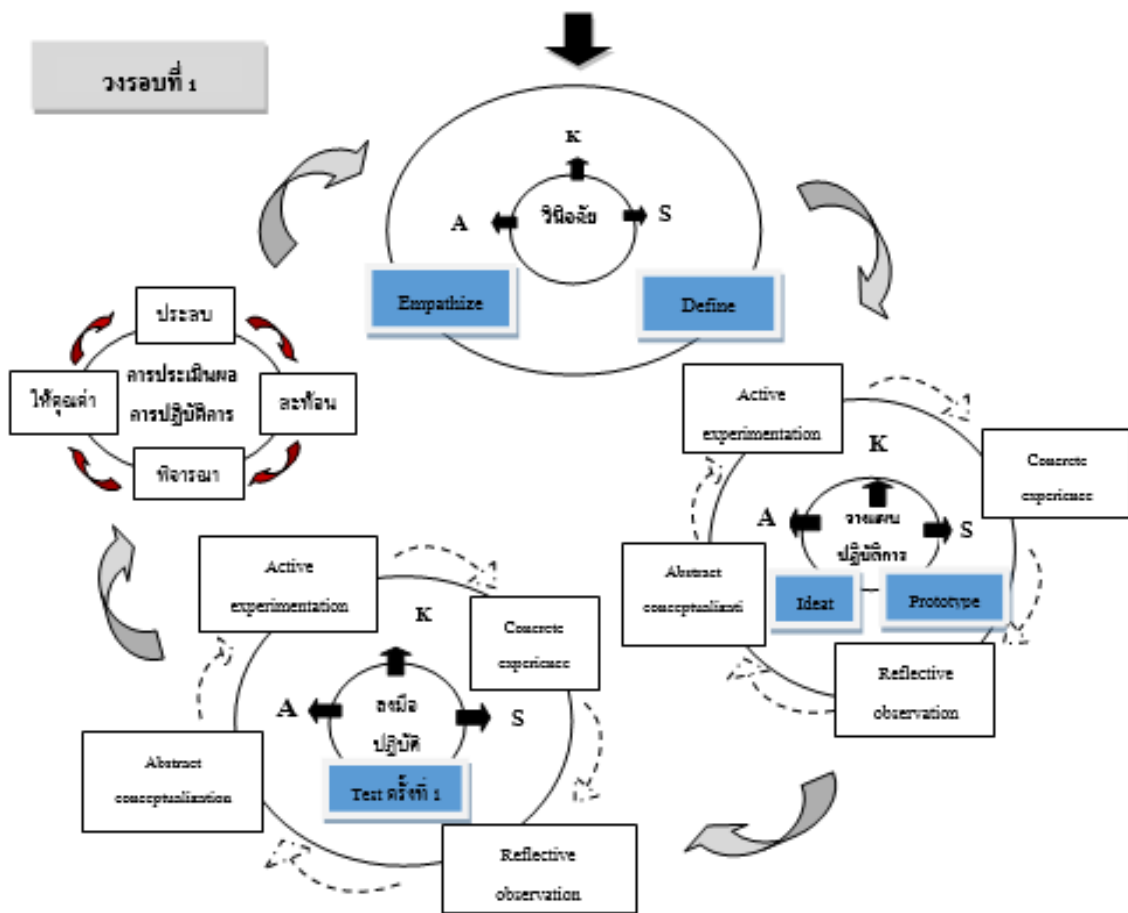 วงรอบที่ 1
K
A
วินิจฉัย
S
Empathize
Define
ประสบ
ให้คุณค่า
การประเมินผล
การปฏิบัติการ
สะท้อน
พิจารณา
Active
experimentation
K
Concrete
experience
A
วางแผน
ปฏิบัติการ
S
Abstract
conceptualizati
Ideat
Prototype
Reflective
observation
Active
experimentation
K
Concrete
experience
A
ลงมือ
ปฏิบัติ
S
Abstract
conceptualization
Test ครั้งที่ 1
Reflective
observation